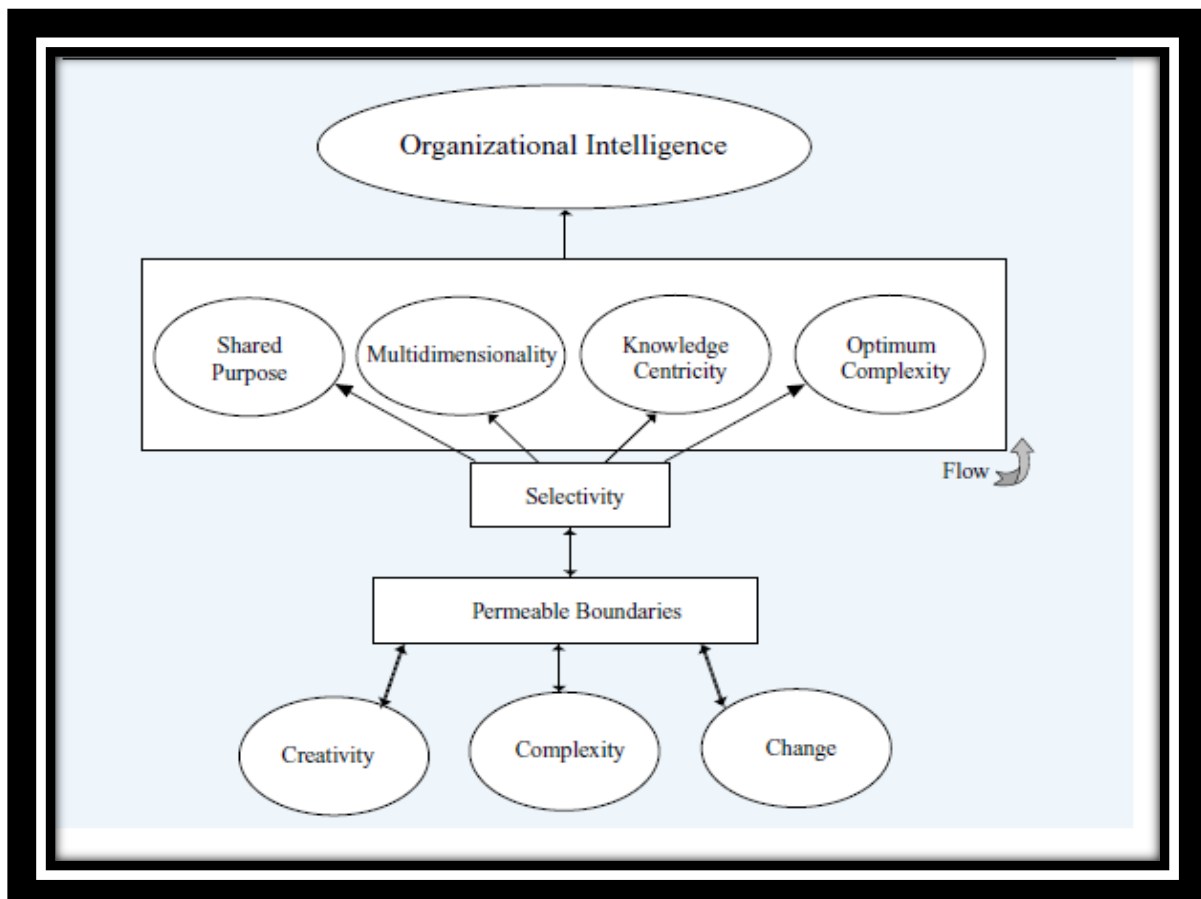 Organizational Intelligence
Shared
Purpose
Multidimensionality
Knowledge
Centricity
Optimum
Complexity
Flow
Selectivity
Permeable Boundaries
Creativity
Complexity
Change